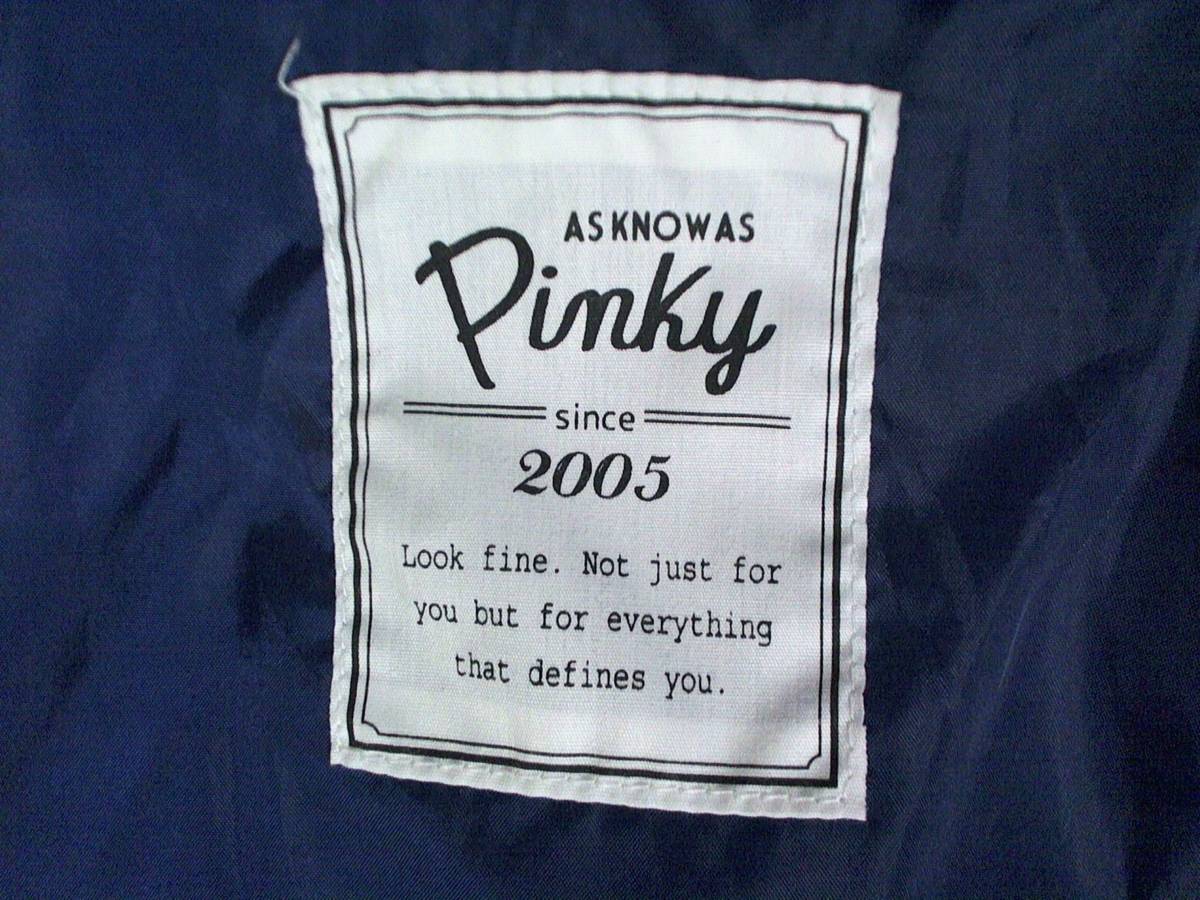 ASKNOWAS
Pinky
since
2005
Look fine. Not just for
you but for everything
that defines you.